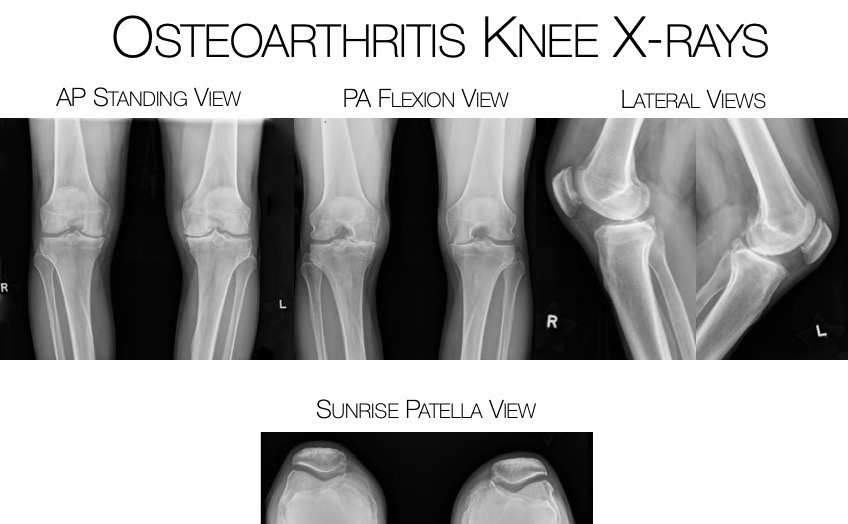 Osteoarthritis Knee X-rays
AP Standing View
PA Flexion View
Lateral Views
R
L
R
L
Sunrise Patella View